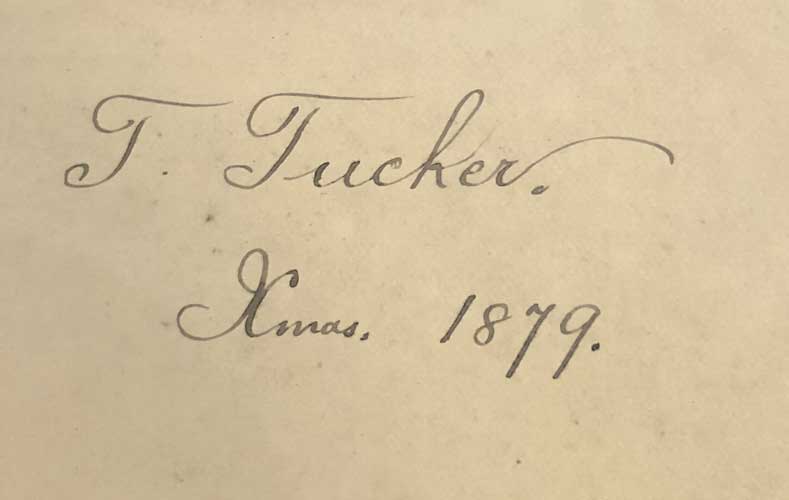 T. Tucker.
Xmas. 1879.